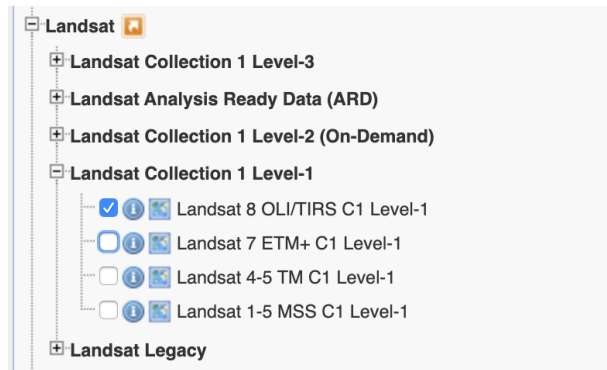 Landsat
Landsat Collection 1 Level-3
Landsat Analysis Ready Data (ARD)
Landsat Collection 1 Level-2 (On-Demand)
Landsat Collection 1 Level-1
Landsat 8 OLI/TIRS C1 Level-1
Landsat 7 ETM+ C1 Level-1
Landsat 4-5 TM C1 Level-1
Landsat 1-5 MSS C1 Level-1
Landsat Legacy